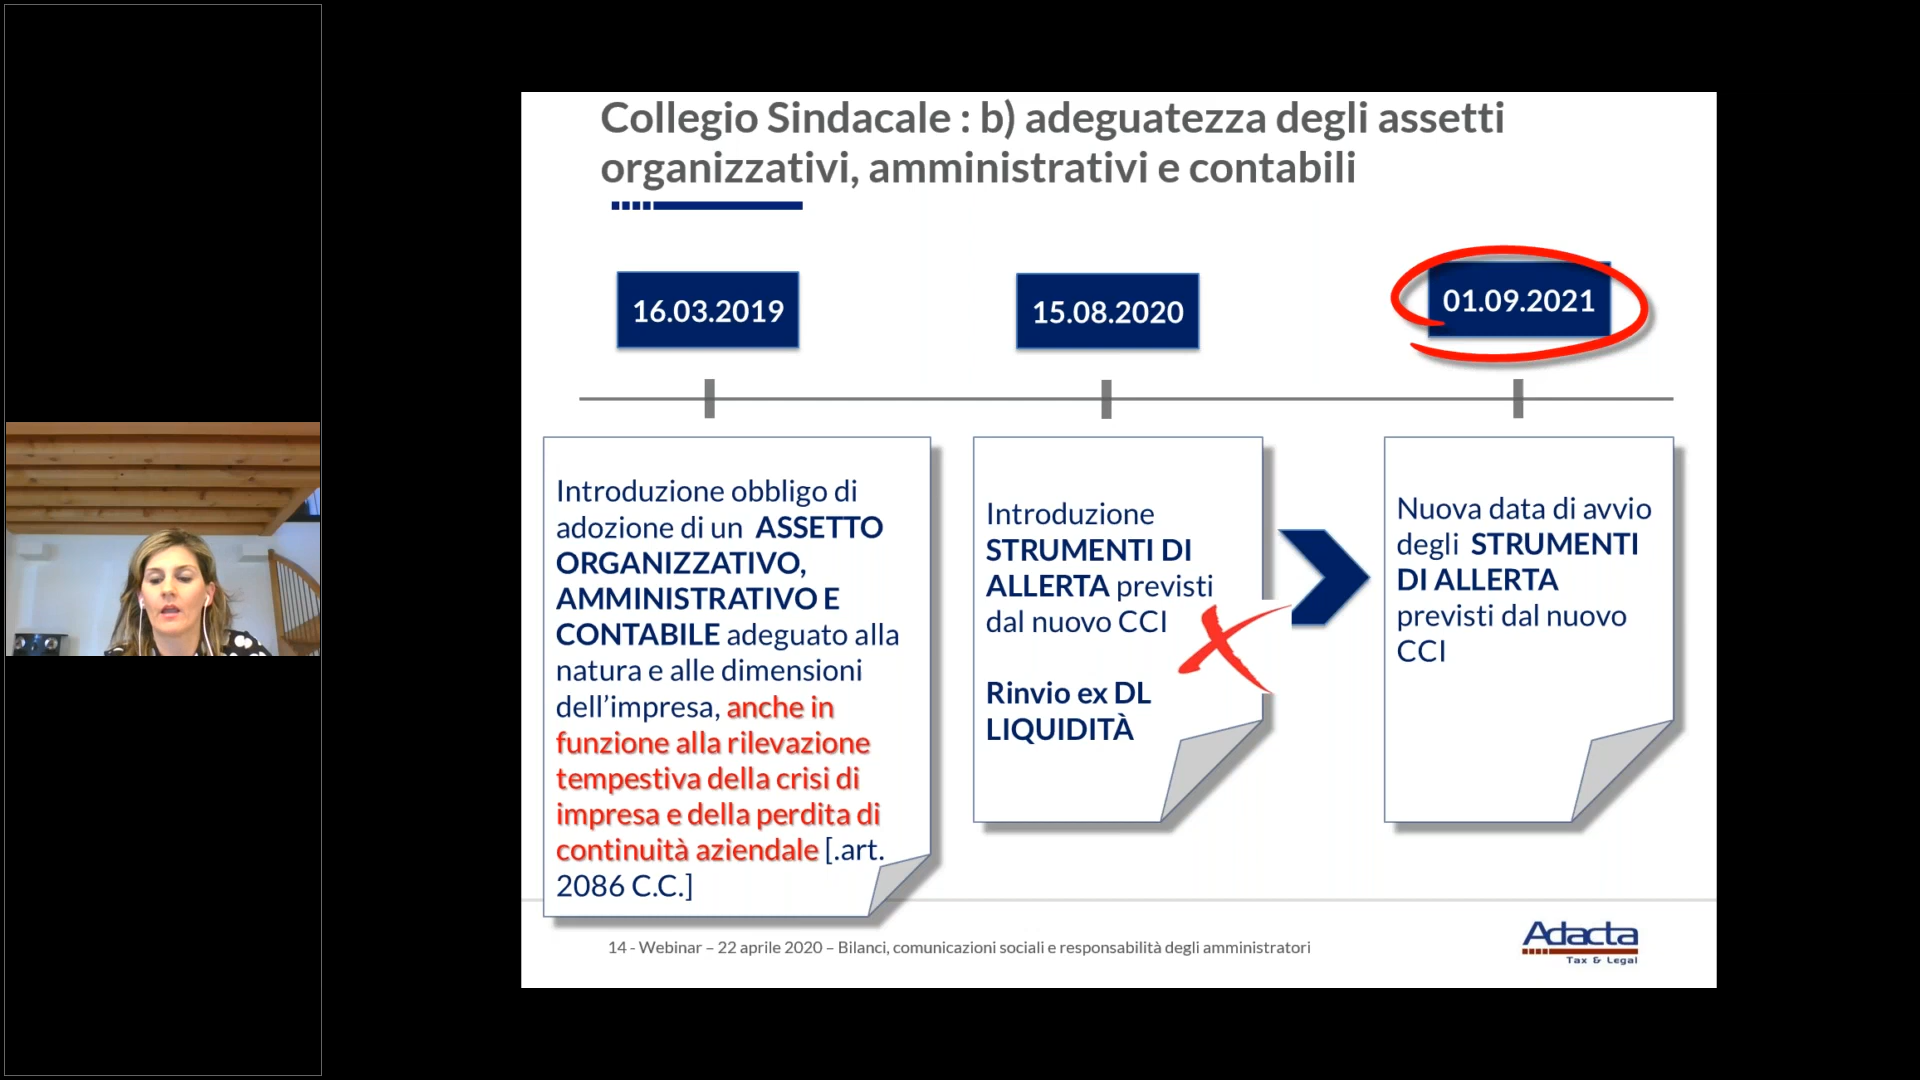 Collegio Sindacale : b) adeguatezza degli assetti
organizzativi, amministrativi e contabili
16.03.2019
15.08.2020
01.09.2021
Introduzione obbligo di
adozione di un ASSETTO
ORGANIZZATIVO,
AMMINISTRATIVO E
CONTABILE adeguato alla
natura e alle dimensioni
dell’impresa, anche in
funzione alla rilevazione
tempestiva della crisi di
impresa e della perdita di
continuità aziendale [.art.
2086 C.C.]
Introduzione
STRUMENTI DI
ALLERTA previsti
dal nuovo CCI
Rinvio ex DL
LIQUIDITÀ
Nuova data di avvio
degli STRUMENTI
DI ALLERTA
previsti dal nuovo
CCI
14 - Webinar – 22 aprile 2020 – Bilanci, comunicazioni sociali e responsabilità degli amministratori
Adacta
Tax & Legal